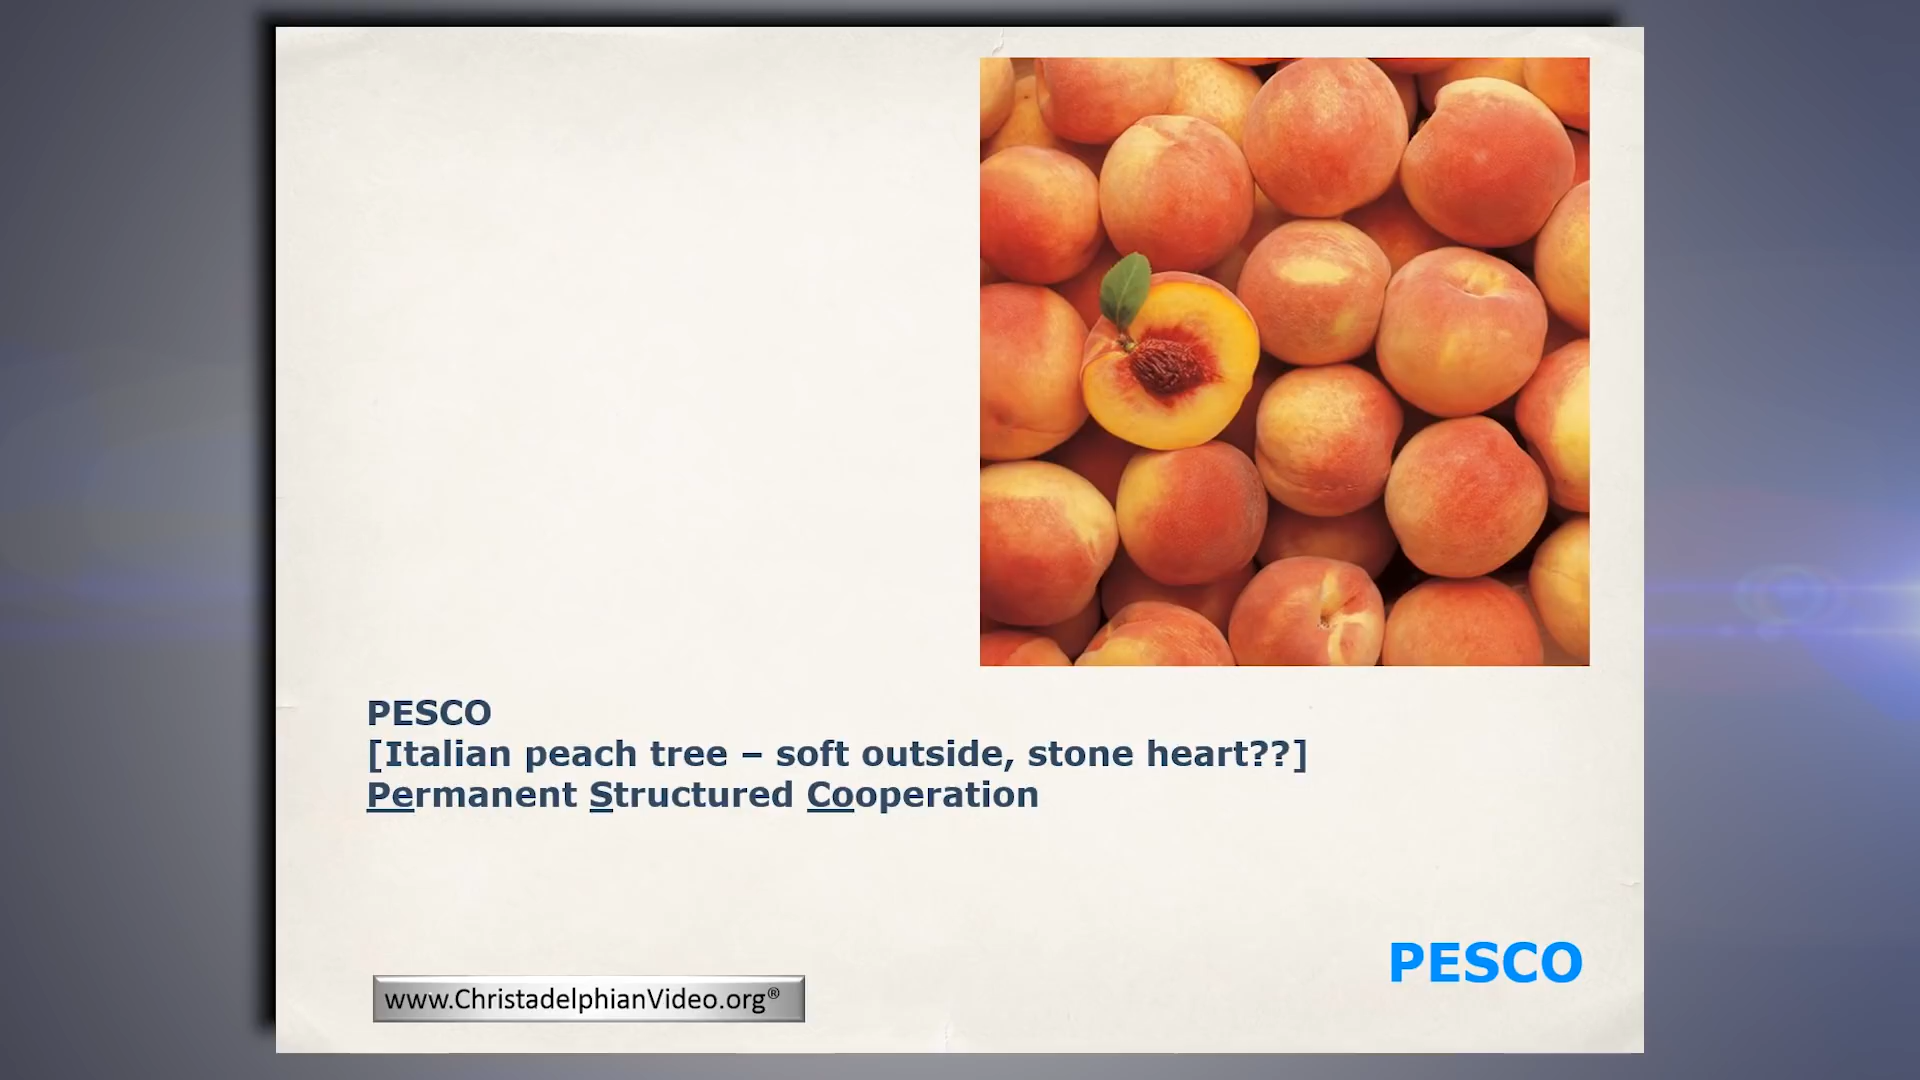 PESCO
[Italian peach tree – soft outside, stone heart??]
Permanent Structured Cooperation
PESCO
www.ChristadelphianVideo.org®